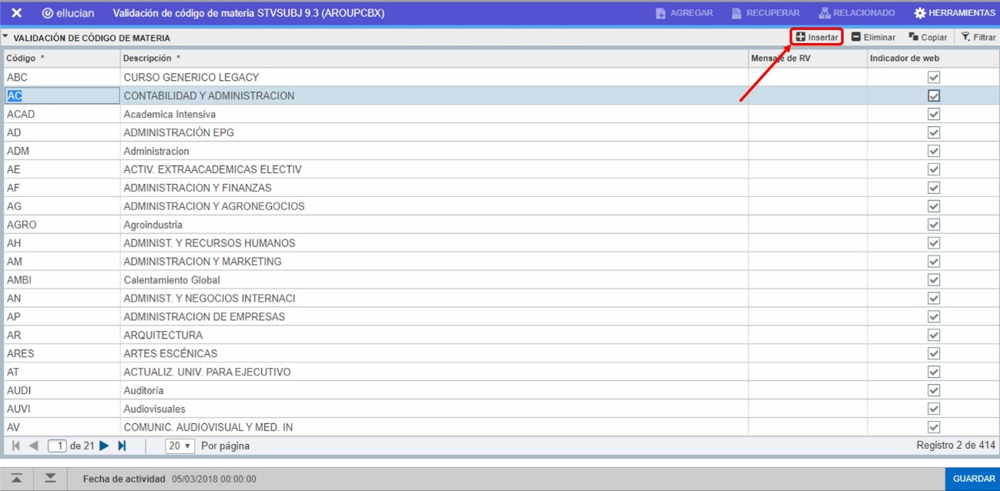 ellucian Validación de código de materia STVSUBJ 9.3 (AROUPCBX) AGREGAR RECUPERAR RELACIONADO HERRAMIENTAS
VALIDACIÓN DE CÓDIGO DE MATERIA Insertar Eliminar Copiar Filtrar
Código * Descripción * Mensaje de RV Indicador de web
ABC CURSO GENERICO LEGACY
AC CONTABILIDAD Y ADMINISTRACION
ACAD Academica Intensiva
AD ADMINISTRACIÓN EPG
ADM Administracion
AE ACTIV. EXTRAACADEMICAS ELECTIV
AF ADMINISTRACION Y FINANZAS
AG ADMINISTRACION Y AGRONEGOCIOS
AGRO Agroindustria
AH ADMINIST. Y RECURSOS HUMANOS
AM ADMINISTRACION Y MARKETING
AMBI Calentamiento Global
AN ADMINIST. Y NEGOCIOS INTERNACI
AP ADMINISTRACION DE EMPRESAS
AR ARQUITECTURA
ARES ARTES ESCÉNICAS
AT ACTUALIZ. UNIV. PARA EJECUTIVO
AUDI Auditoría
AUVI Audiovisuales
AV COMUNIC. AUDIOVISUAL Y MED. IN
1 de 21 20 Por página Registro 2 de 414
Fecha de actividad 05/03/2018 00:00:00 GUARDAR